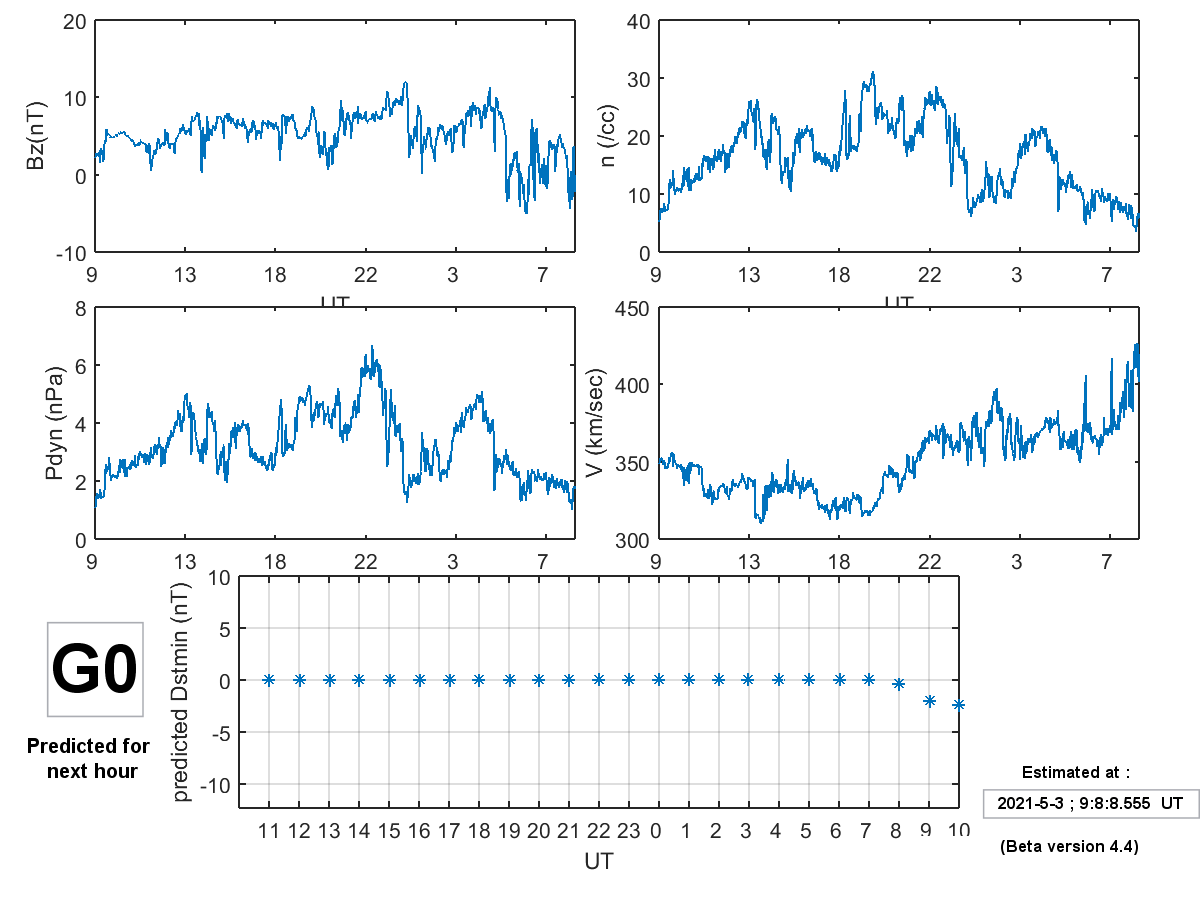 20
10
0
-10
Bz(nT)
9 13 18 22 3 7
UT
40
30
20
10
0
n (/cc)
9 13 18 22 3 7
UT
8
6
4
2
0
Pdyn (nPa)
9 13 18 22 3 7
450
400
350
300
V (km/sec)
9 13 18 22 3 7
10
5
0
-5
-10
predicted Dstmin (nT)
11 12 13 14 15 16 17 18 19 20 21 22 23 0 1 2 3 4 5 6 7 8 9 10
UT
G0
Predicted for
next hour
Estimated at :
2021-5-3 ; 9:8:8.555 UT
(Beta version 4.4)